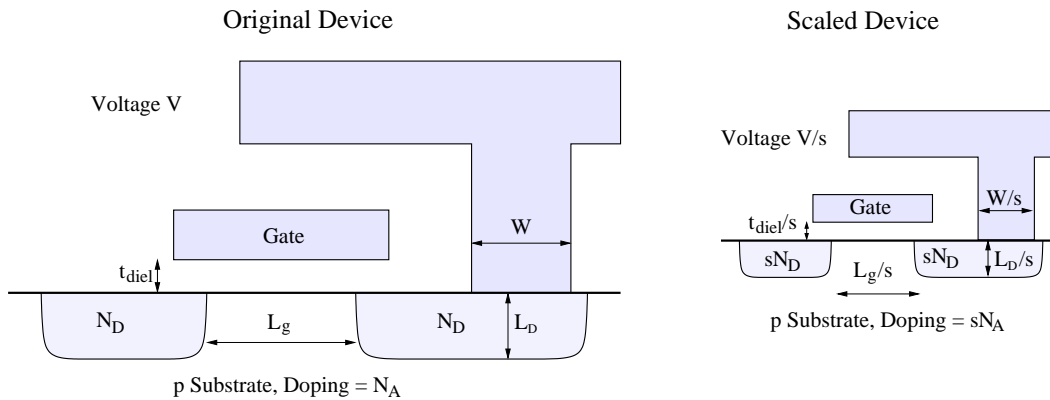 Original Device
Scaled Device
Voltage V
Voltage V/s
W
W/s
Gate
Gate
t_diel
t_diel/s
N_D
L_g
N_D
L_D
sN_D
L_g/s
sN_D
L_D/s
p Substrate, Doping = N_A
p Substrate, Doping = sN_A